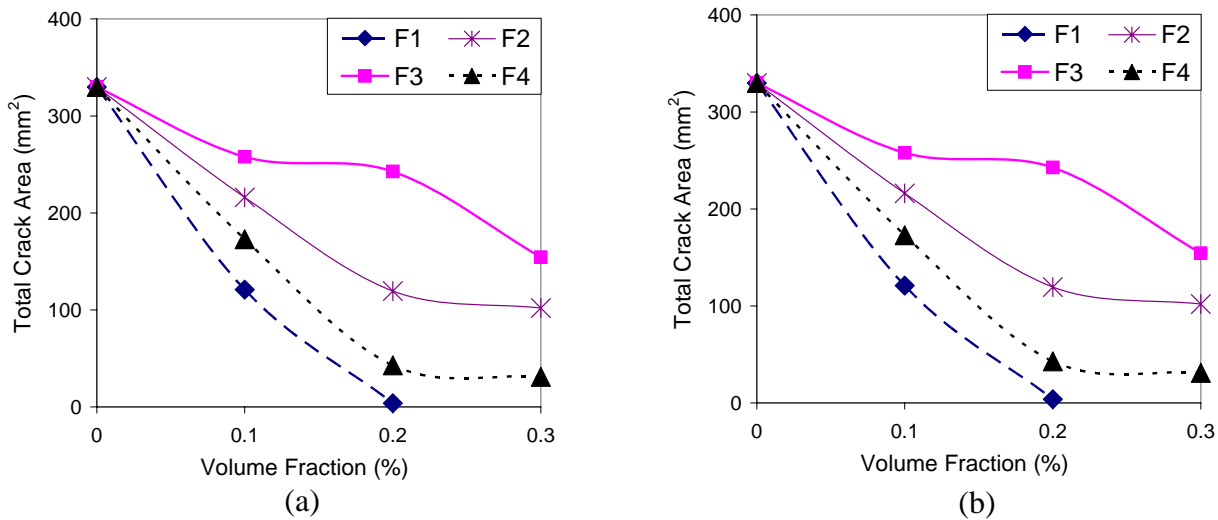 400
300
200
100
0
Total Crack Area (mm²)
F1 F2
F3 F4
0 0.1 0.2 0.3
Volume Fraction (%)
(a)
400
300
200
100
0
Total Crack Area (mm²)
F1 F2
F3 F4
0 0.1 0.2 0.3
Volume Fraction (%)
(b)